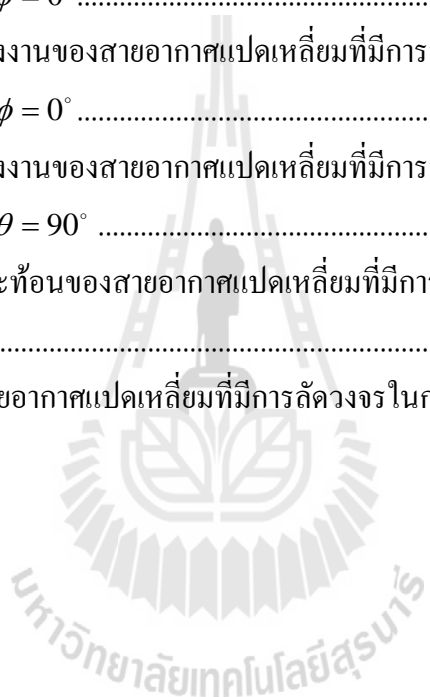 φ = 0° ............................................................
งานของสายอากาศแปดเหลี่ยมที่มีการ
φ = 0° ............................................................
งงานของสายอากาศแปดเหลี่ยมที่มีการ
θ = 90° ............................................................
ะท้อนของสายอากาศแปดเหลี่ยมที่มีการ
............................................................
ยอากาศแปดเหลี่ยมที่มีการลัดวงจรในก
มหาวิทยาลัยเทคโนโลยีสุรนารี